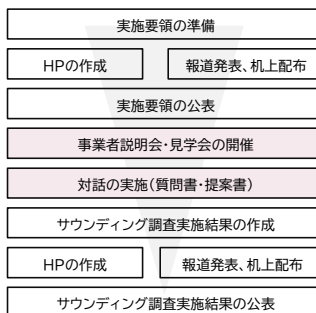 実施要領の準備
HPの作成
報道発表、机上配布
実施要領の公表
事業者説明会・見学会の開催
対話の実施(質問書・提案書)
サウンディング調査実施結果の作成
HPの作成
報道発表、机上配布
サウンディング調査実施結果の公表